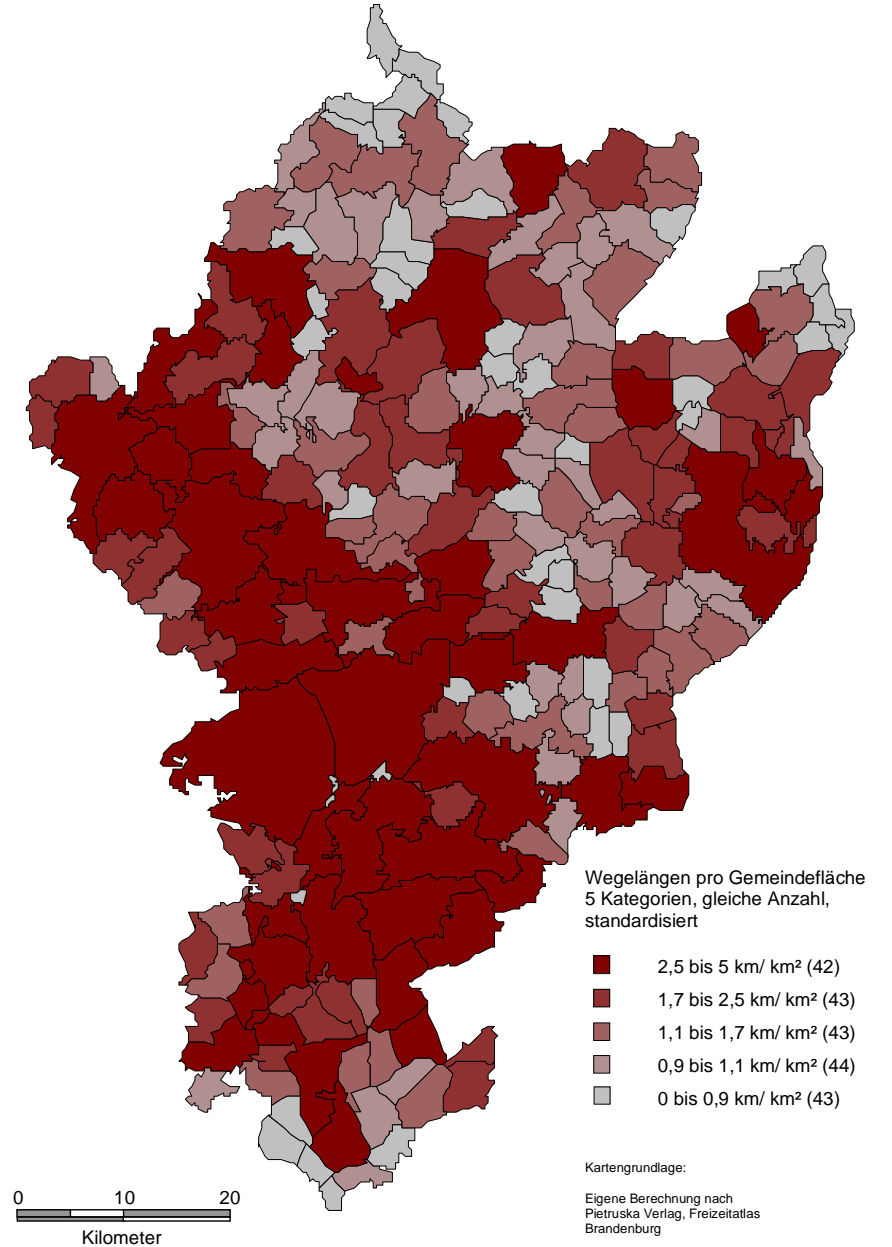 Wegelängen pro Gemeindefläche
5 Kategorien, gleiche Anzahl,
standardisiert
2,5 bis 5 km/ km² (42)
1,7 bis 2,5 km/ km² (43)
1,1 bis 1,7 km/ km² (43)
0,9 bis 1,1 km/ km² (44)
0 bis 0,9 km/ km² (43)
Kartengrundlage:
Eigene Berechnung nach
Pietruska Verlag, Freizeitatlas
Brandenburg
0 10 20
Kilometer